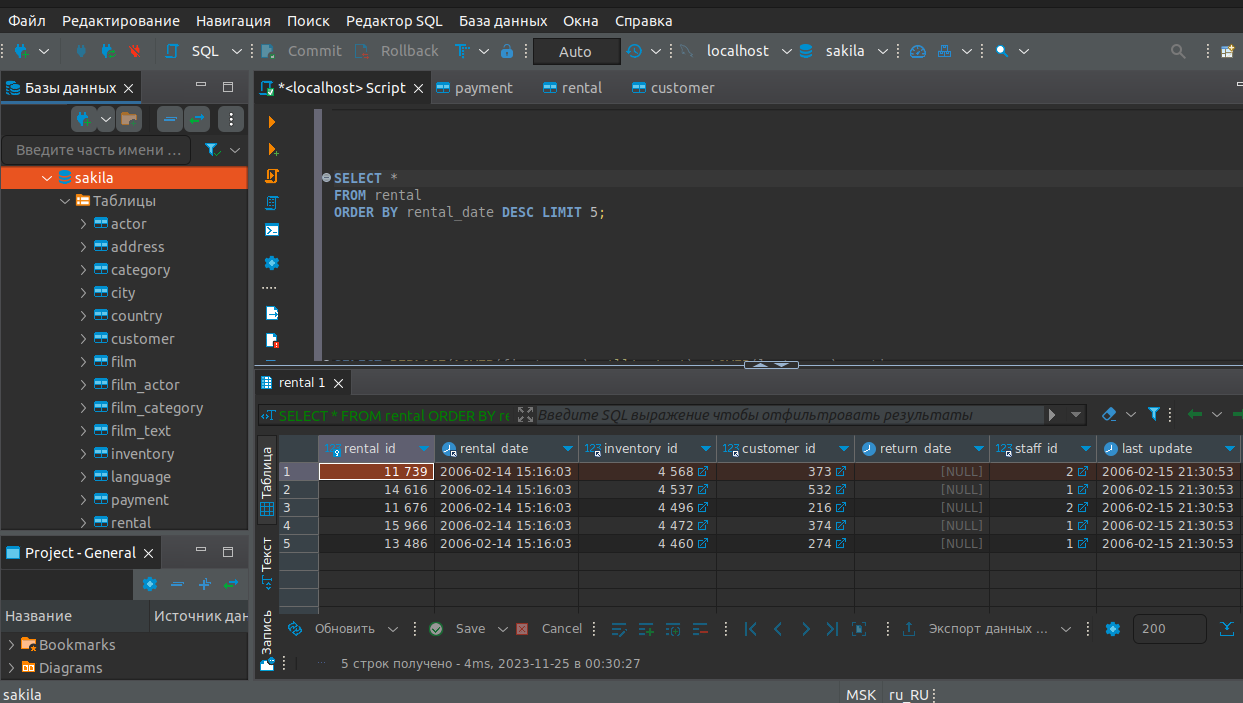 Файл Редактирование Навигация Поиск Редактор SQL База данных Окна Справка
SQL Commit Rollback Auto localhost sakila
Базы данных
Введите часть имени ...
sakila
Таблицы
actor
address
category
city
country
customer
film
film_actor
film_category
film_text
inventory
language
payment
rental
Project - General
Название Источник дан
Bookmarks
Diagrams
*<localhost> Script payment rental customer
SELECT *
FROM rental
ORDER BY rental_date DESC LIMIT 5;
rental 1
SELECT * FROM rental ORDER BY re Введите SQL выражение чтобы отфильтровать результаты
Таблица
Текст
Запись
123 rental_id rental_date 123 inventory_id 123 customer_id return_date 123 staff_id last_update
1 11 739 2006-02-14 15:16:03 4 568 373 [NULL] 2 2006-02-15 21:30:53
2 14 616 2006-02-14 15:16:03 4 537 532 [NULL] 1 2006-02-15 21:30:53
3 11 676 2006-02-14 15:16:03 4 496 216 [NULL] 2 2006-02-15 21:30:53
4 15 966 2006-02-14 15:16:03 4 472 374 [NULL] 1 2006-02-15 21:30:53
5 13 486 2006-02-14 15:16:03 4 460 274 [NULL] 1 2006-02-15 21:30:53
Обновить Save Cancel Экспорт данных ... 200
5 строк получено - 4ms, 2023-11-25 в 00:30:27
sakila MSK ru_RU